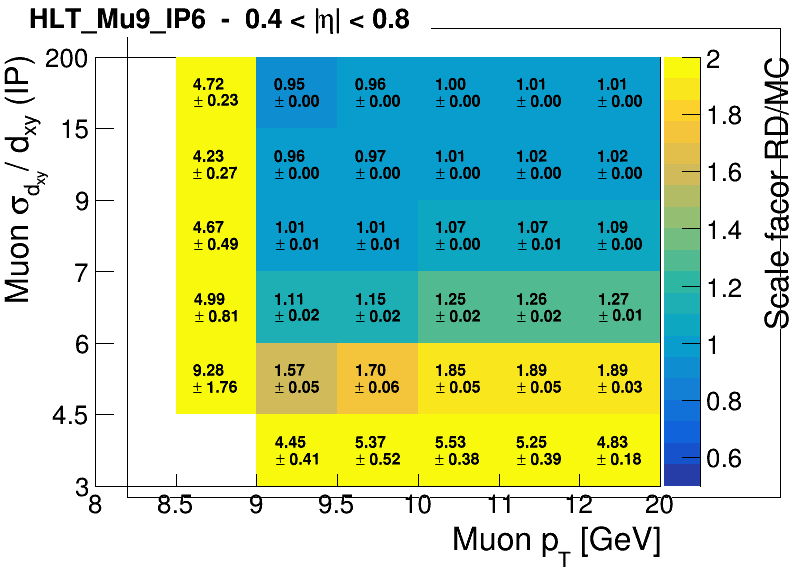 HLT_Mu9_IP6 - 0.4 < |η| < 0.8
200
15
9
7
6
4.5
3
Muon σ_{d_{xy}} / d_{xy} (IP)
4.72 0.95 0.96 1.00 1.01 1.01
± 0.23 ± 0.00 ± 0.00 ± 0.00 ± 0.00 ± 0.00
4.23 0.96 0.97 1.01 1.02 1.02
± 0.27 ± 0.00 ± 0.00 ± 0.00 ± 0.00 ± 0.00
4.67 1.01 1.01 1.07 1.07 1.09
± 0.49 ± 0.01 ± 0.01 ± 0.00 ± 0.01 ± 0.00
4.99 1.11 1.15 1.25 1.26 1.27
± 0.81 ± 0.02 ± 0.02 ± 0.02 ± 0.02 ± 0.01
9.28 1.57 1.70 1.85 1.89 1.89
± 1.76 ± 0.05 ± 0.06 ± 0.05 ± 0.05 ± 0.03
4.45 5.37 5.53 5.25 4.83
± 0.41 ± 0.52 ± 0.38 ± 0.39 ± 0.18
8 8.5 9 9.5 10 11 12 20
Muon p_T [GeV]
2
1.8
1.6
1.4
1.2
1
0.8
0.6
Scale facor RD/MC